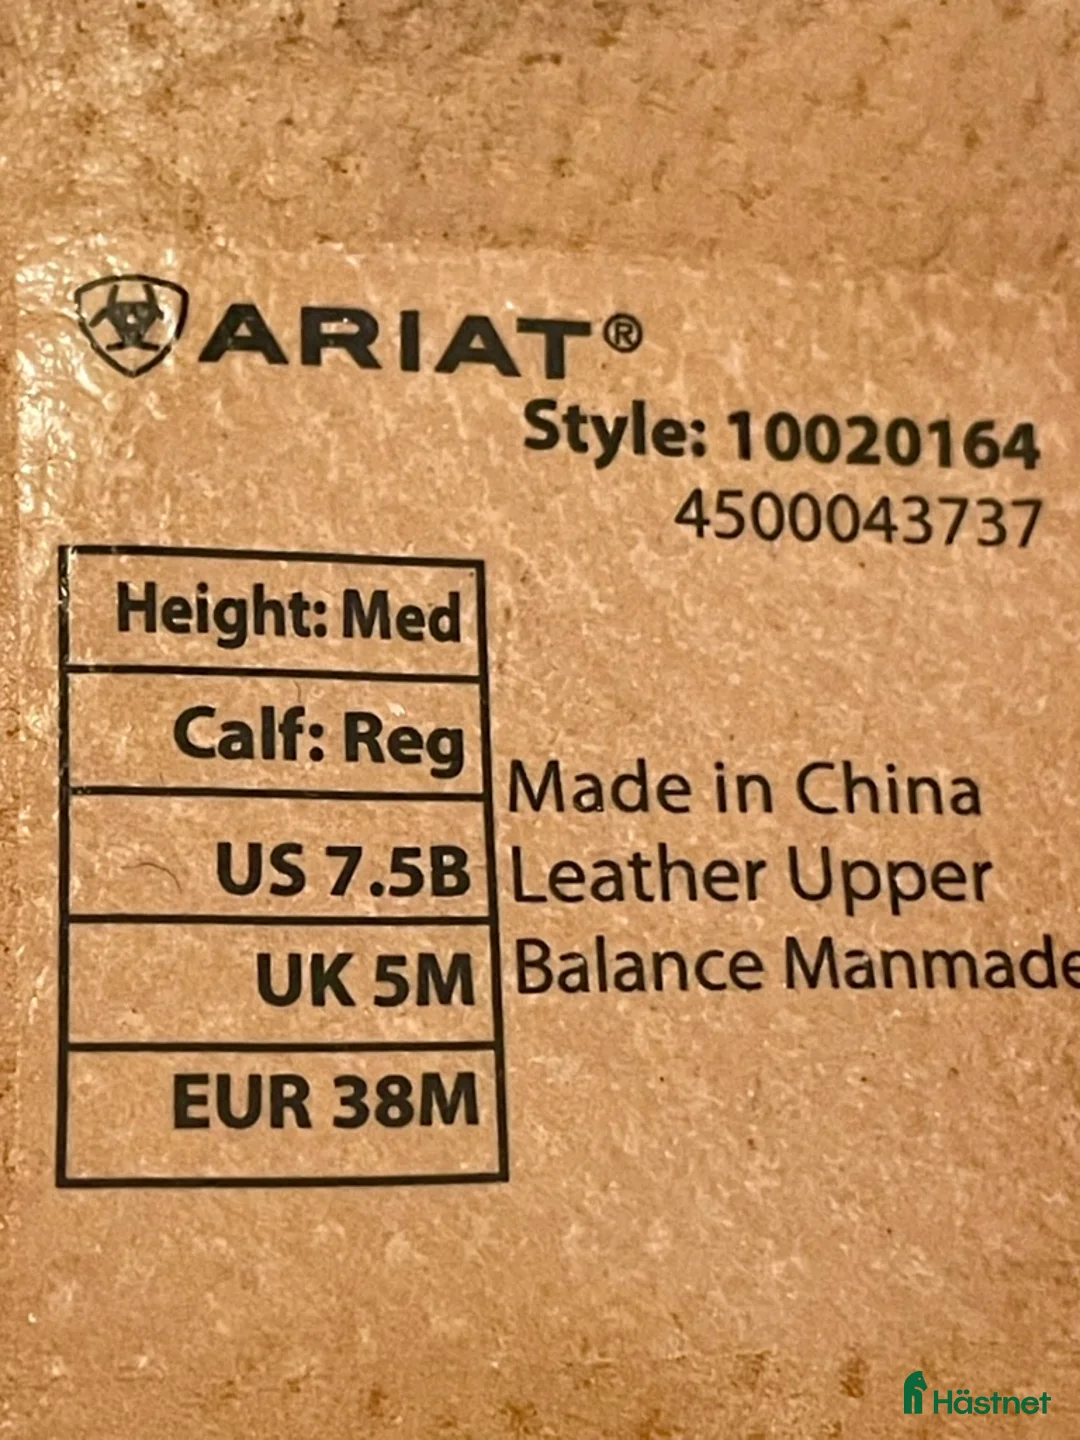 ARIAT®
Style: 10020164
4500043737
Height: Med
Calf: Reg
US 7.5B
UK 5M
EUR 38M
Made in China
Leather Upper
Balance Manmade
Hästnet